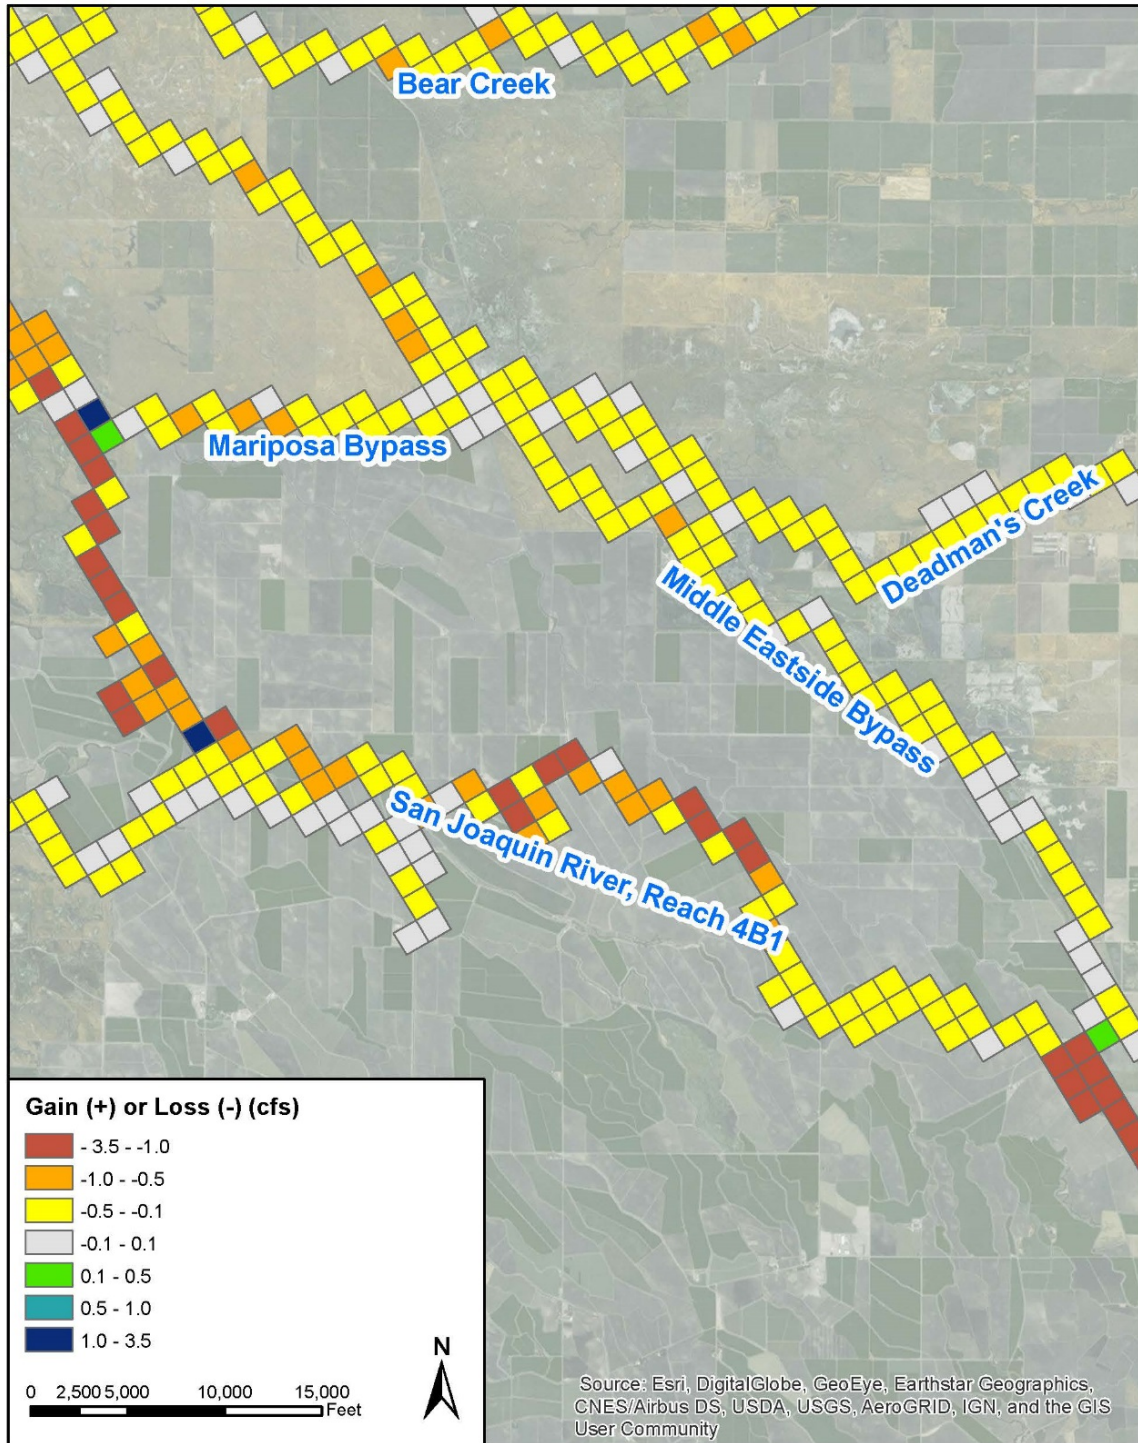 Bear Creek
Mariposa Bypass
Deadman's Creek
Middle Eastside Bypass
San Joaquin River, Reach 4B1
Gain (+) or Loss (-) (cfs)
- 3.5 - -1.0
-1.0 - -0.5
-0.5 - -0.1
-0.1 - 0.1
0.1 - 0.5
0.5 - 1.0
1.0 - 3.5
N
0 2,500 5,000 10,000 15,000
Feet
Source: Esri, DigitalGlobe, GeoEye, Earthstar Geographics,
CNES/Airbus DS, USDA, USGS, AeroGRID, IGN, and the GIS
User Community